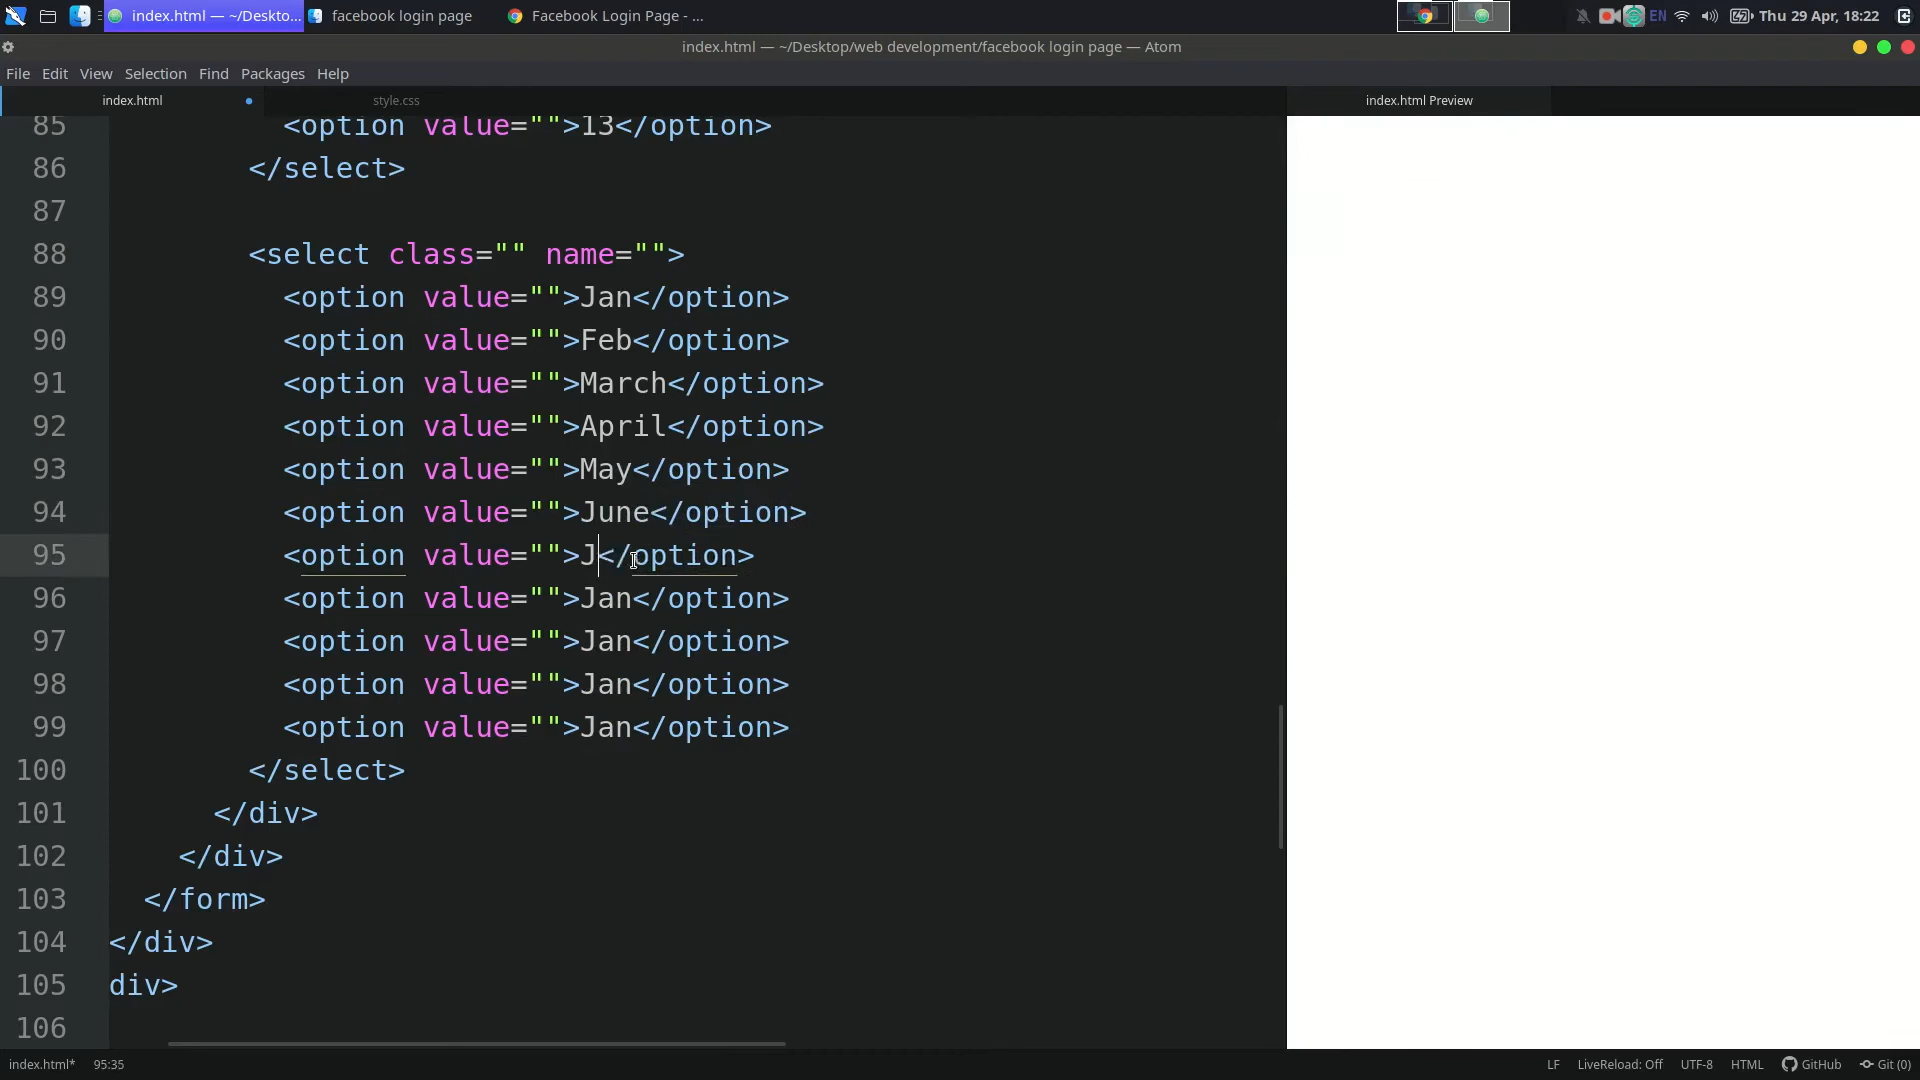 index.html — ~/Deskto...
facebook login page
Facebook Login Page - ...
EN
Thu 29 Apr, 18:22
index.html — ~/Desktop/web development/facebook login page — Atom
File Edit View Selection Find Packages Help
index.html
style.css
index.html Preview
85 <option value="">13</option>
86 </select>
87
88 <select class="" name="">
89 <option value="">Jan</option>
90 <option value="">Feb</option>
91 <option value="">March</option>
92 <option value="">April</option>
93 <option value="">May</option>
94 <option value="">June</option>
95 <option value="">J</option>
96 <option value="">Jan</option>
97 <option value="">Jan</option>
98 <option value="">Jan</option>
99 <option value="">Jan</option>
100 </select>
101 </div>
102 </div>
103 </form>
104 </div>
105 div>
106
index.html* 95:35
LF LiveReload: Off UTF-8 HTML GitHub Git (0)